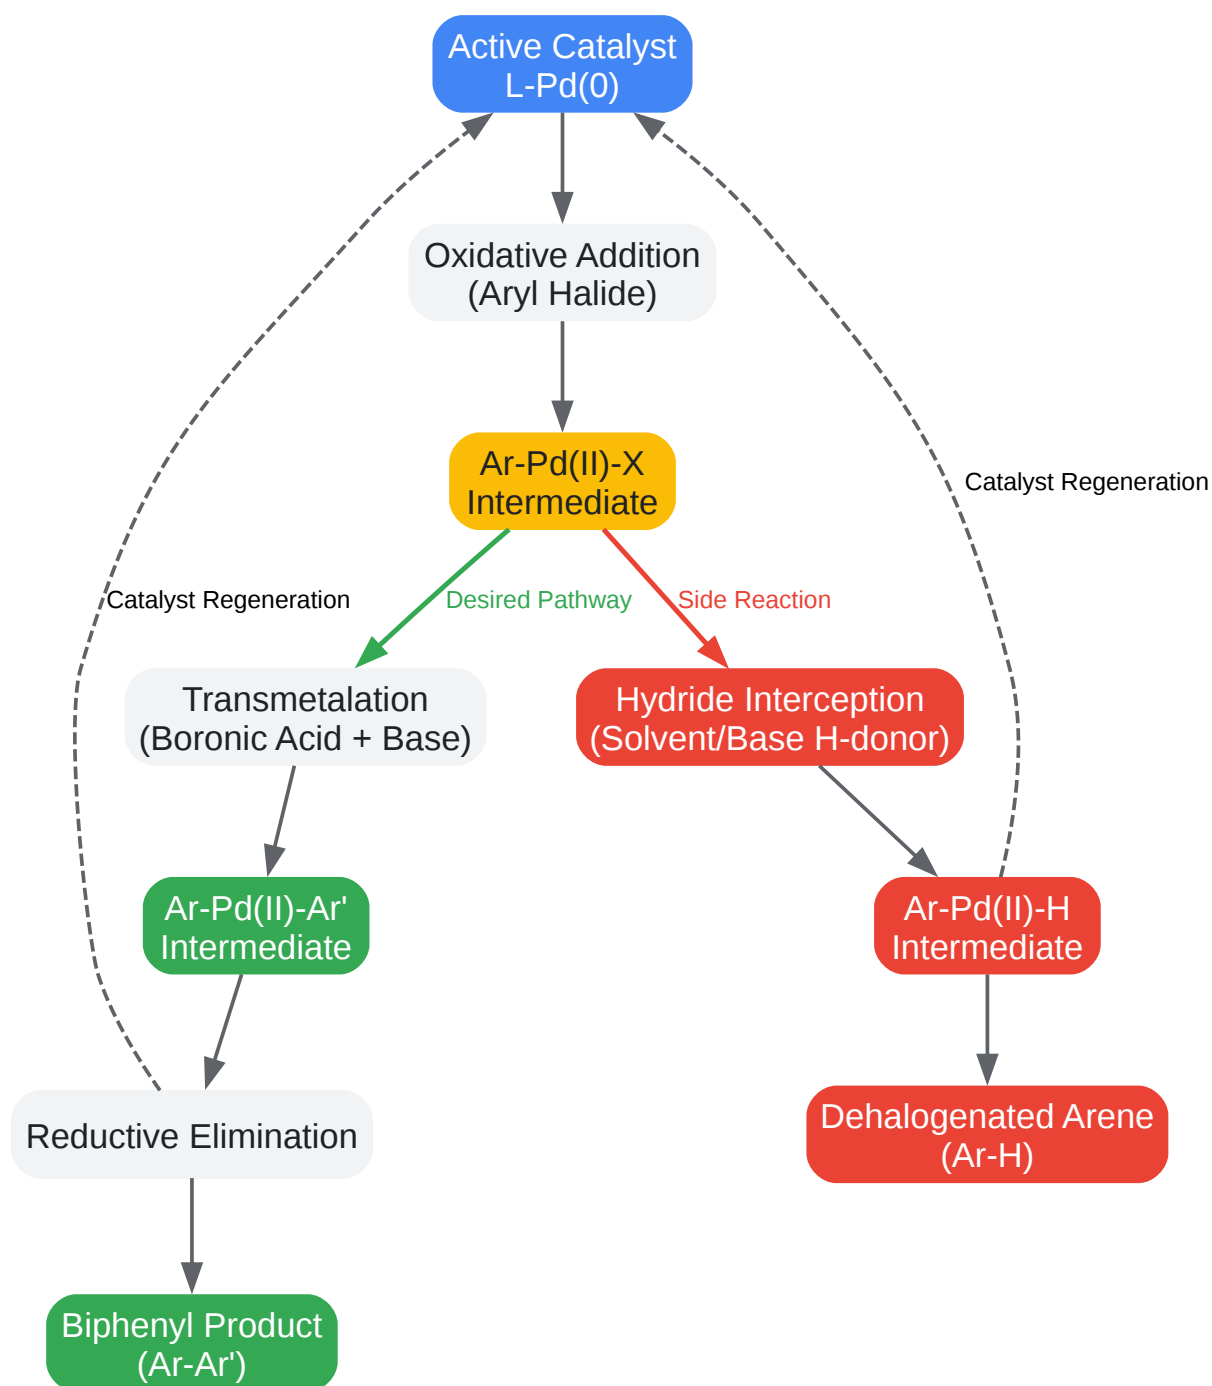 Active Catalyst
L-Pd(0)
Oxidative Addition
(Aryl Halide)
Ar-Pd(II)-X
Intermediate
Catalyst Regeneration
Catalyst Regeneration
Desired Pathway
Side Reaction
Transmetalation
(Boronic Acid + Base)
Hydride Interception
(Solvent/Base H-donor)
Ar-Pd(II)-Ar'
Intermediate
Ar-Pd(II)-H
Intermediate
Reductive Elimination
Dehalogenated Arene
(Ar-H)
Biphenyl Product
(Ar-Ar')